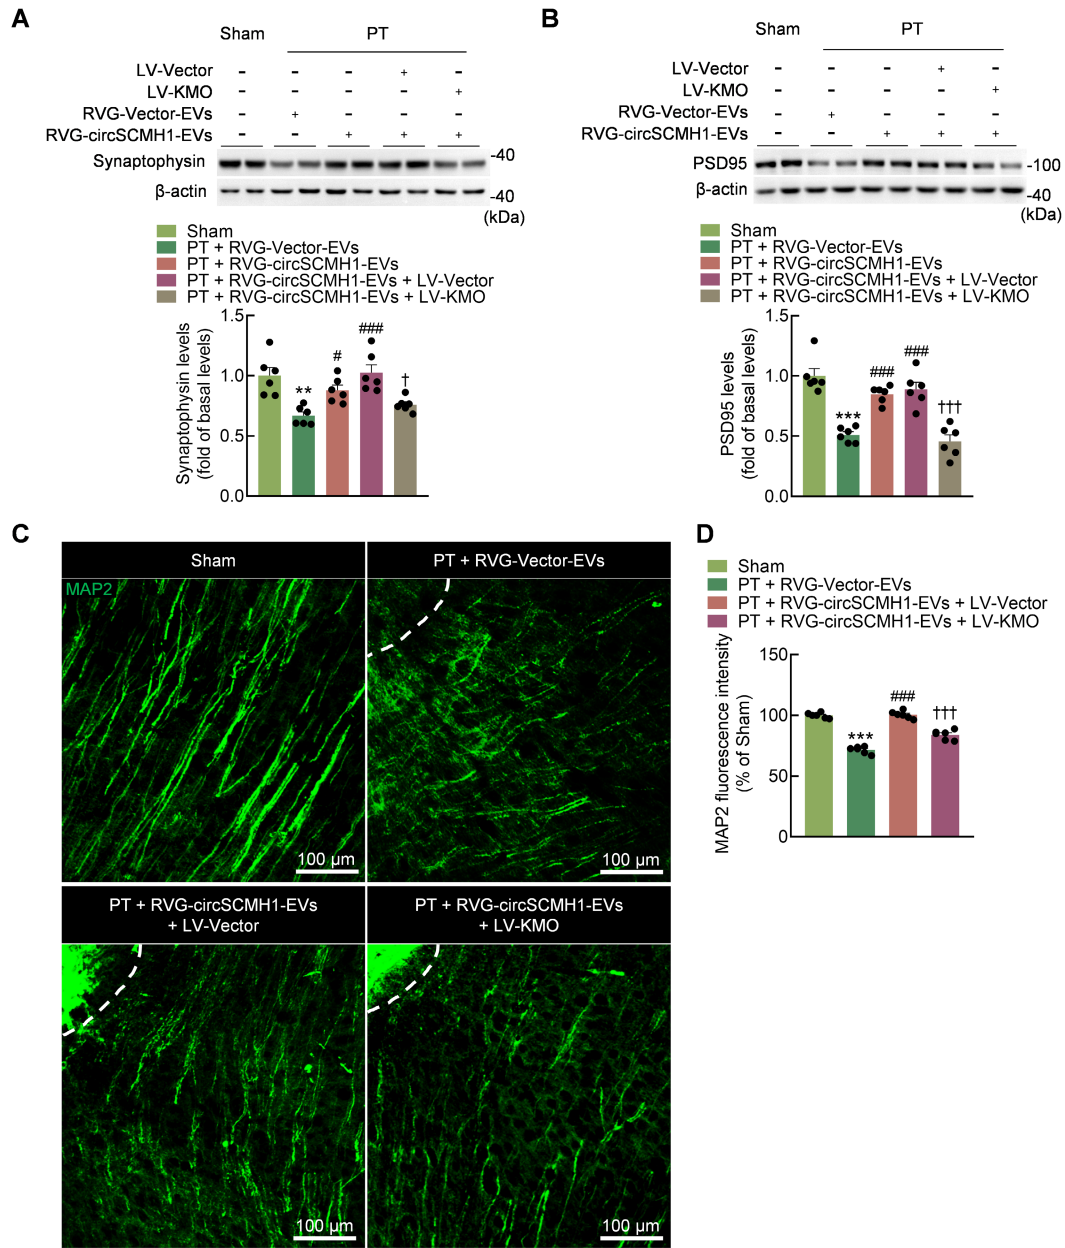 A
Sham
PT
LV-Vector - - - + -
LV-KMO - - - - +
RVG-Vector-EVs - + - - -
RVG-circSCMH1-EVs - - + + +
Synaptophysin
-40
β-actin
-40
(kDa)
Sham
PT + RVG-Vector-EVs
PT + RVG-circSCMH1-EVs
PT + RVG-circSCMH1-EVs + LV-Vector
PT + RVG-circSCMH1-EVs + LV-KMO
Synaptophysin levels
(fold of basal levels)
1.5
1.0
0.5
0.0
**
#
###
†
B
Sham
PT
LV-Vector - - - + -
LV-KMO - - - - +
RVG-Vector-EVs - + - - -
RVG-circSCMH1-EVs - - + + +
PSD95
-100
β-actin
-40
(kDa)
Sham
PT + RVG-Vector-EVs
PT + RVG-circSCMH1-EVs
PT + RVG-circSCMH1-EVs + LV-Vector
PT + RVG-circSCMH1-EVs + LV-KMO
PSD95 levels
(fold of basal levels)
1.5
1.0
0.5
0.0
***
###
###
†††
C
Sham
MAP2
100 μm
PT + RVG-Vector-EVs
100 μm
PT + RVG-circSCMH1-EVs
+ LV-Vector
100 μm
PT + RVG-circSCMH1-EVs
+ LV-KMO
100 μm
D
Sham
PT + RVG-Vector-EVs
PT + RVG-circSCMH1-EVs + LV-Vector
PT + RVG-circSCMH1-EVs + LV-KMO
MAP2 fluorescence intensity
(% of Sham)
150
100
50
0
***
###
†††